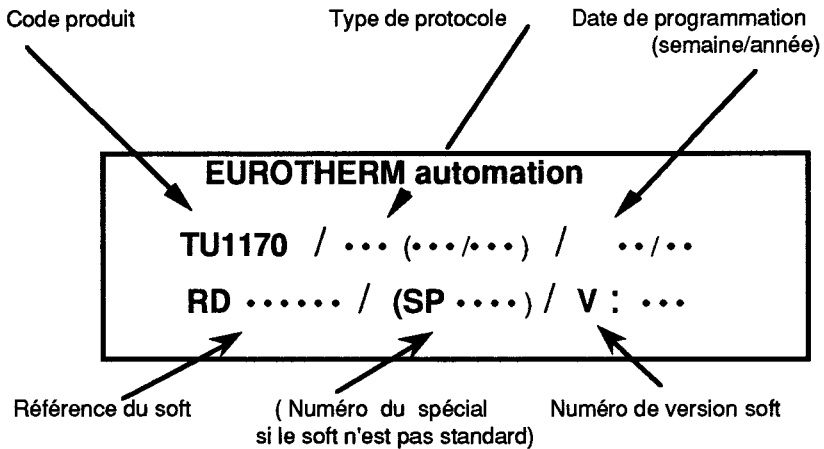 Code produit Type de protocole Date de programmation
(semaine/année)
EUROTHERM automation
TU1170 / ••• (•••/•••) / ••/••
RD •••••• / (SP ••••) / V : •••
Référence du soft ( Numéro du spécial Numéro de version soft
si le soft n'est pas standard)